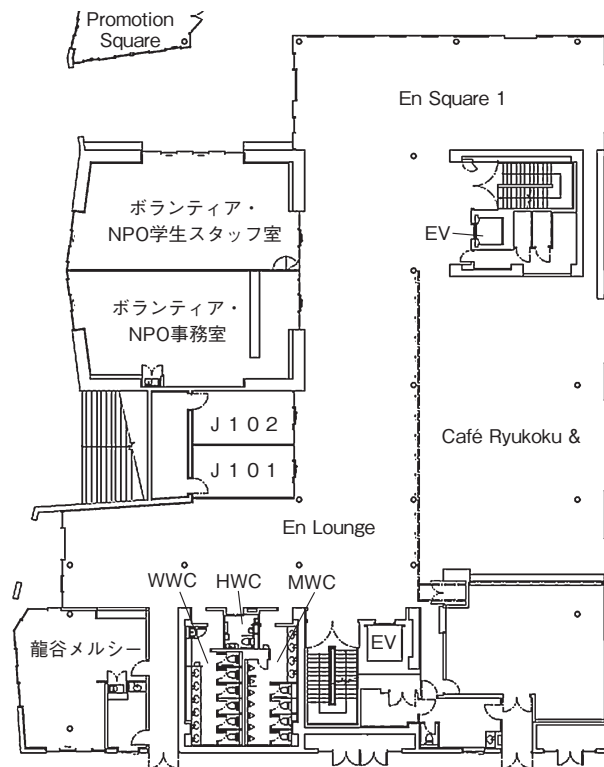 Promotion
Square
En Square 1
ボランティア・
NPO学生スタッフ室
EV
ボランティア・
NPO事務室
J102
Café Ryukoku &
J101
En Lounge
WWC
HWC
MWC
龍谷メルシー
EV